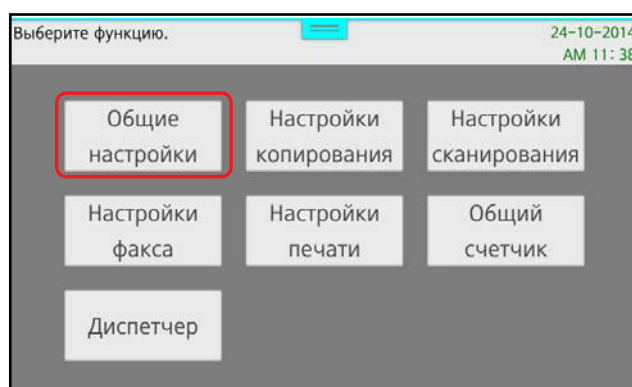 Выберите функцию.
24-10-2014
AM 11:38
Общие
настройки
Настройки
копирования
Настройки
сканирования
Настройки
факса
Настройки
печати
Общий
счетчик
Диспетчер